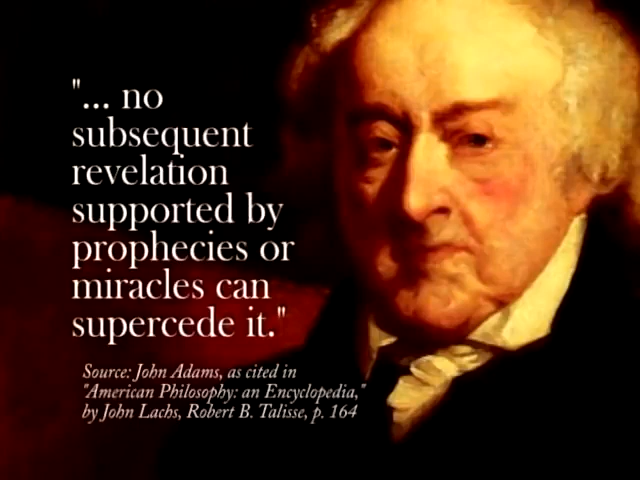 "... no
subsequent
revelation
supported by
prophecies or
miracles can
supercede it."
Source: John Adams, as cited in
"American Philosophy: an Encyclopedia,"
by John Lachs, Robert B. Talisse, p. 164